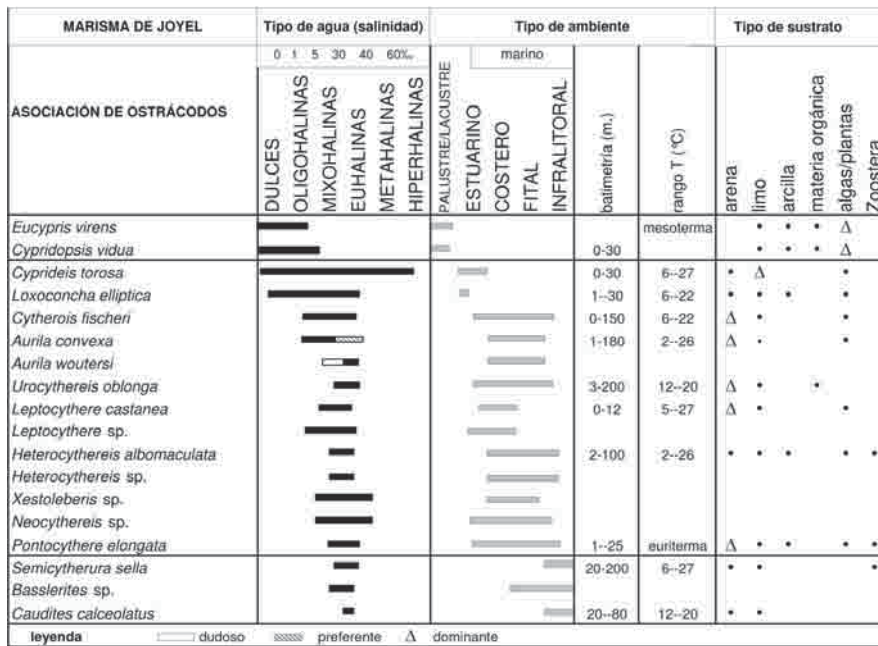 MARISMA DE JOYEL Tipo de agua (salinidad) Tipo de ambiente Tipo de sustrato
0 1 5 30 40 60‰ marino
ASOCIACIÓN DE OSTRÁCODOS DULCES OLIGOHALINAS MIXOHALINAS EUHALINAS METAHALINAS HIPERHALINAS PALUSTRE/LACUSTRE ESTUARINO COSTERO FITAL INFRALITORAL batimetría (m.) rango T (ºC) arena limo arcilla materia orgánica algas/plantas Zoostera
Eucypris virens mesoterma • • • Δ
Cypridopsis vidua 0-30 • • • Δ
Cyprideis torosa 0-30 6--27 • Δ •
Loxoconcha elliptica 1--30 6--22 • • • •
Cytherois fischeri 0-150 6--22 Δ • •
Aurila convexa 1-180 2--26 Δ • •
Aurila woutersi
Urocythereis oblonga 3-200 12--20 Δ • •
Leptocythere castanea 0-12 5--27 Δ • •
Leptocythere sp.
Heterocythereis albomaculata 2-100 2--26 • • • • •
Heterocythereis sp.
Xestoleberis sp.
Neocythereis sp.
Pontocythere elongata 1--25 euriterma Δ • • • •
Semicytherura sella 20-200 6--27 • • •
Basslerites sp.
Caudites calceolatus 20--80 12--20 • •
leyenda dudoso preferente Δ dominante